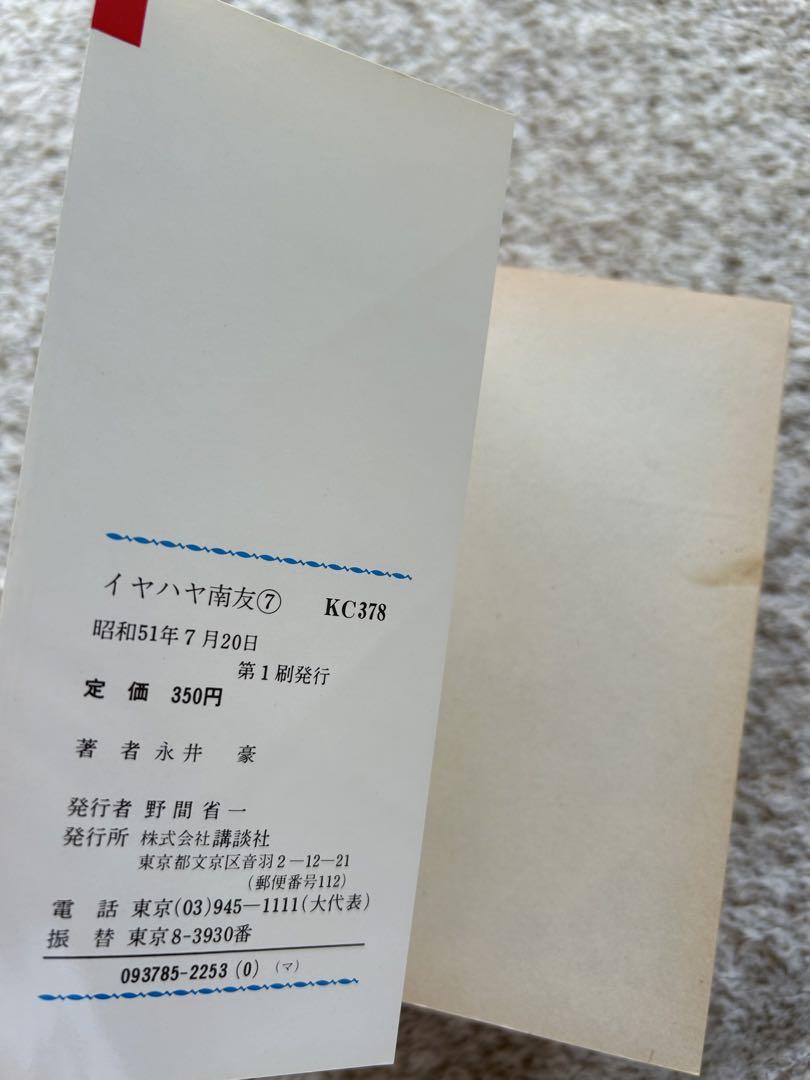 イヤハヤ南友⑦ KC378
昭和51年7月20日
第1刷発行
定価 350円
著者 永井豪
発行者 野間省一
発行所 株式会社講談社
東京都文京区音羽2―12―21
(郵便番号112)
電話 東京(03)945―1111(大代表)
振替 東京8-3930番
093785-2253 (0) (マ)